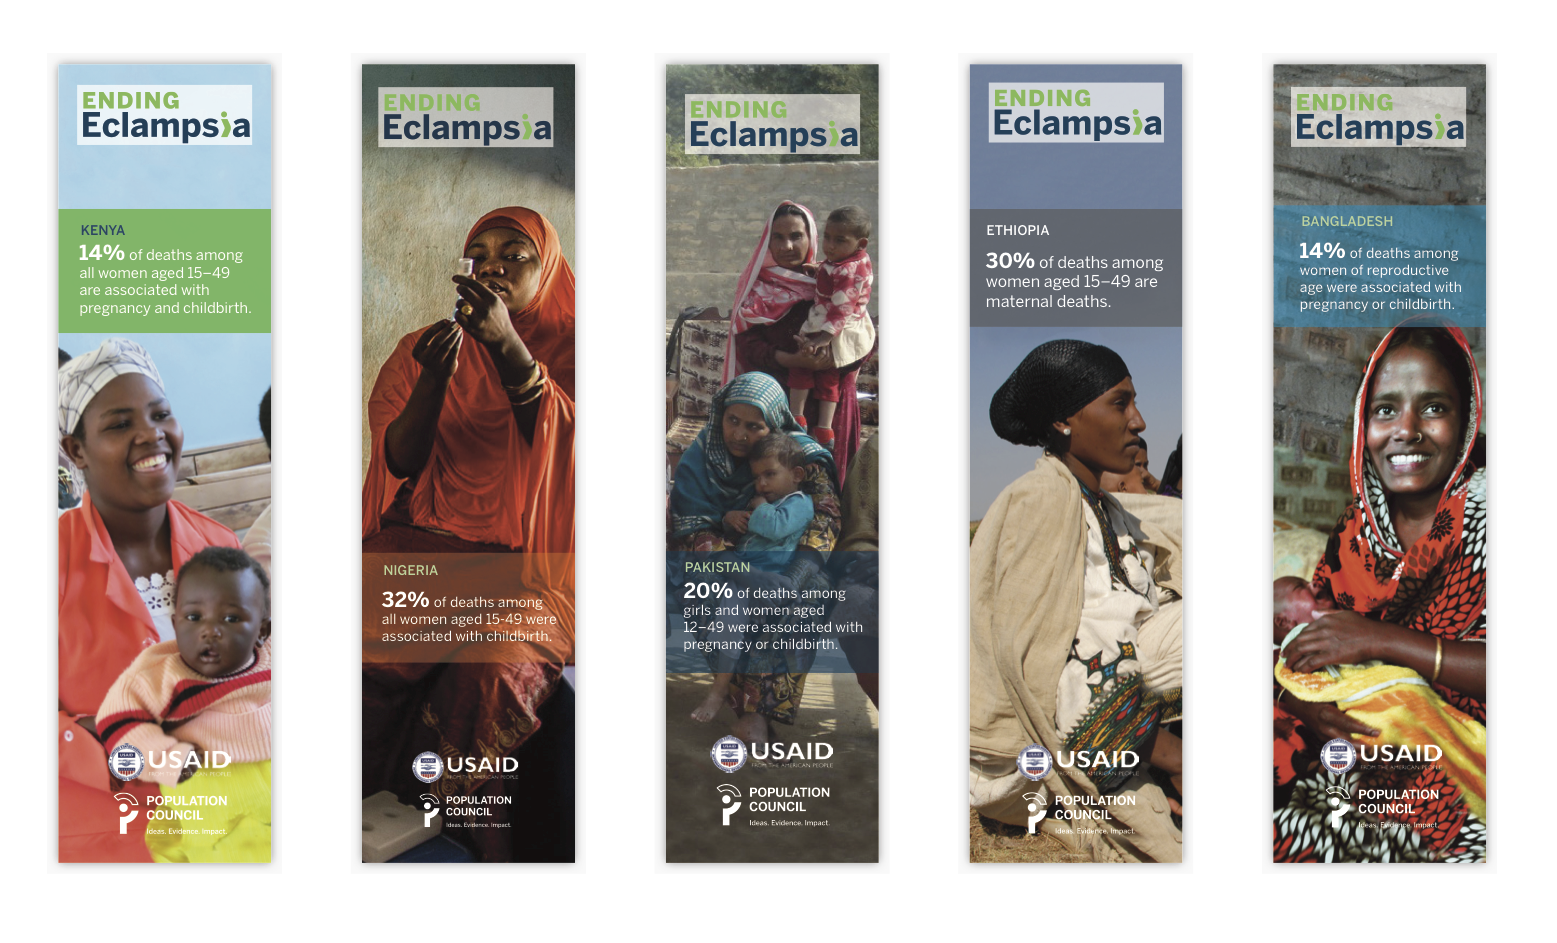 ENDING
Eclampsia
KENYA
14% of deaths among
all women aged 15–49
are associated with
pregnancy and childbirth.
USAID
FROM THE AMERICAN PEOPLE
POPULATION
COUNCIL
Ideas. Evidence. Impact.
ENDING
Eclampsia
NIGERIA
32% of deaths among
all women aged 15-49 were
associated with childbirth.
USAID
FROM THE AMERICAN PEOPLE
POPULATION
COUNCIL
Ideas. Evidence. Impact.
ENDING
Eclampsia
PAKISTAN
20% of deaths among
girls and women aged
12–49 were associated with
pregnancy or childbirth.
USAID
FROM THE AMERICAN PEOPLE
POPULATION
COUNCIL
Ideas. Evidence. Impact.
ENDING
Eclampsia
ETHIOPIA
30% of deaths among
women aged 15–49 are
maternal deaths.
USAID
FROM THE AMERICAN PEOPLE
POPULATION
COUNCIL
Ideas. Evidence. Impact.
ENDING
Eclampsia
BANGLADESH
14% of deaths among
women of reproductive
age were associated with
pregnancy or childbirth.
USAID
FROM THE AMERICAN PEOPLE
POPULATION
COUNCIL
Ideas. Evidence. Impact.